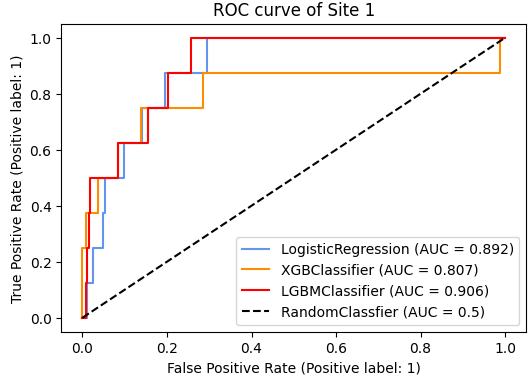 ROC curve of Site 1
True Positive Rate (Positive label: 1)
1.0
0.8
0.6
0.4
0.2
0.0
LogisticRegression (AUC = 0.892)
XGBClassifier (AUC = 0.807)
LGBMClassifier (AUC = 0.906)
RandomClassfier (AUC = 0.5)
0.0 0.2 0.4 0.6 0.8 1.0
False Positive Rate (Positive label: 1)